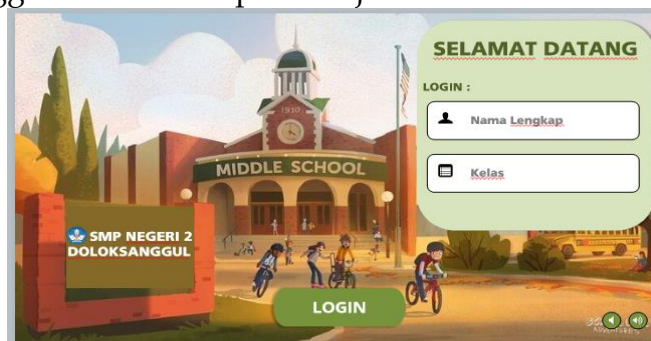 SELAMAT DATANG
LOGIN :
Nama Lengkap
Kelas
1910
MIDDLE SCHOOL
SMP NEGERI 2
DOLOKSANGGUL
LOGIN